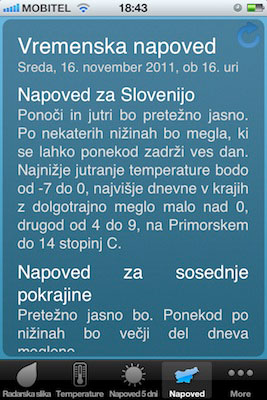 MOBITEL 18:43
Vremenska napoved
Sreda, 16. november 2011, ob 16. uri
Napoved za Slovenijo
Ponoči in jutri bo pretežno jasno.
Po nekaterih nižinah bo megla, ki
se lahko ponekod zadrži ves dan.
Najnižje jutranje temperature bodo
od -7 do 0, najvišje dnevne v krajih
z dolgotrajno meglo malo nad 0,
drugod od 4 do 9, na Primorskem
do 14 stopinj C.
Napoved za sosednje
pokrajine
Pretežno jasno bo. Ponekod po
nižinah bo večji del dneva
megleno
Radarska slika Temperature Napoved 5 dni Napoved More